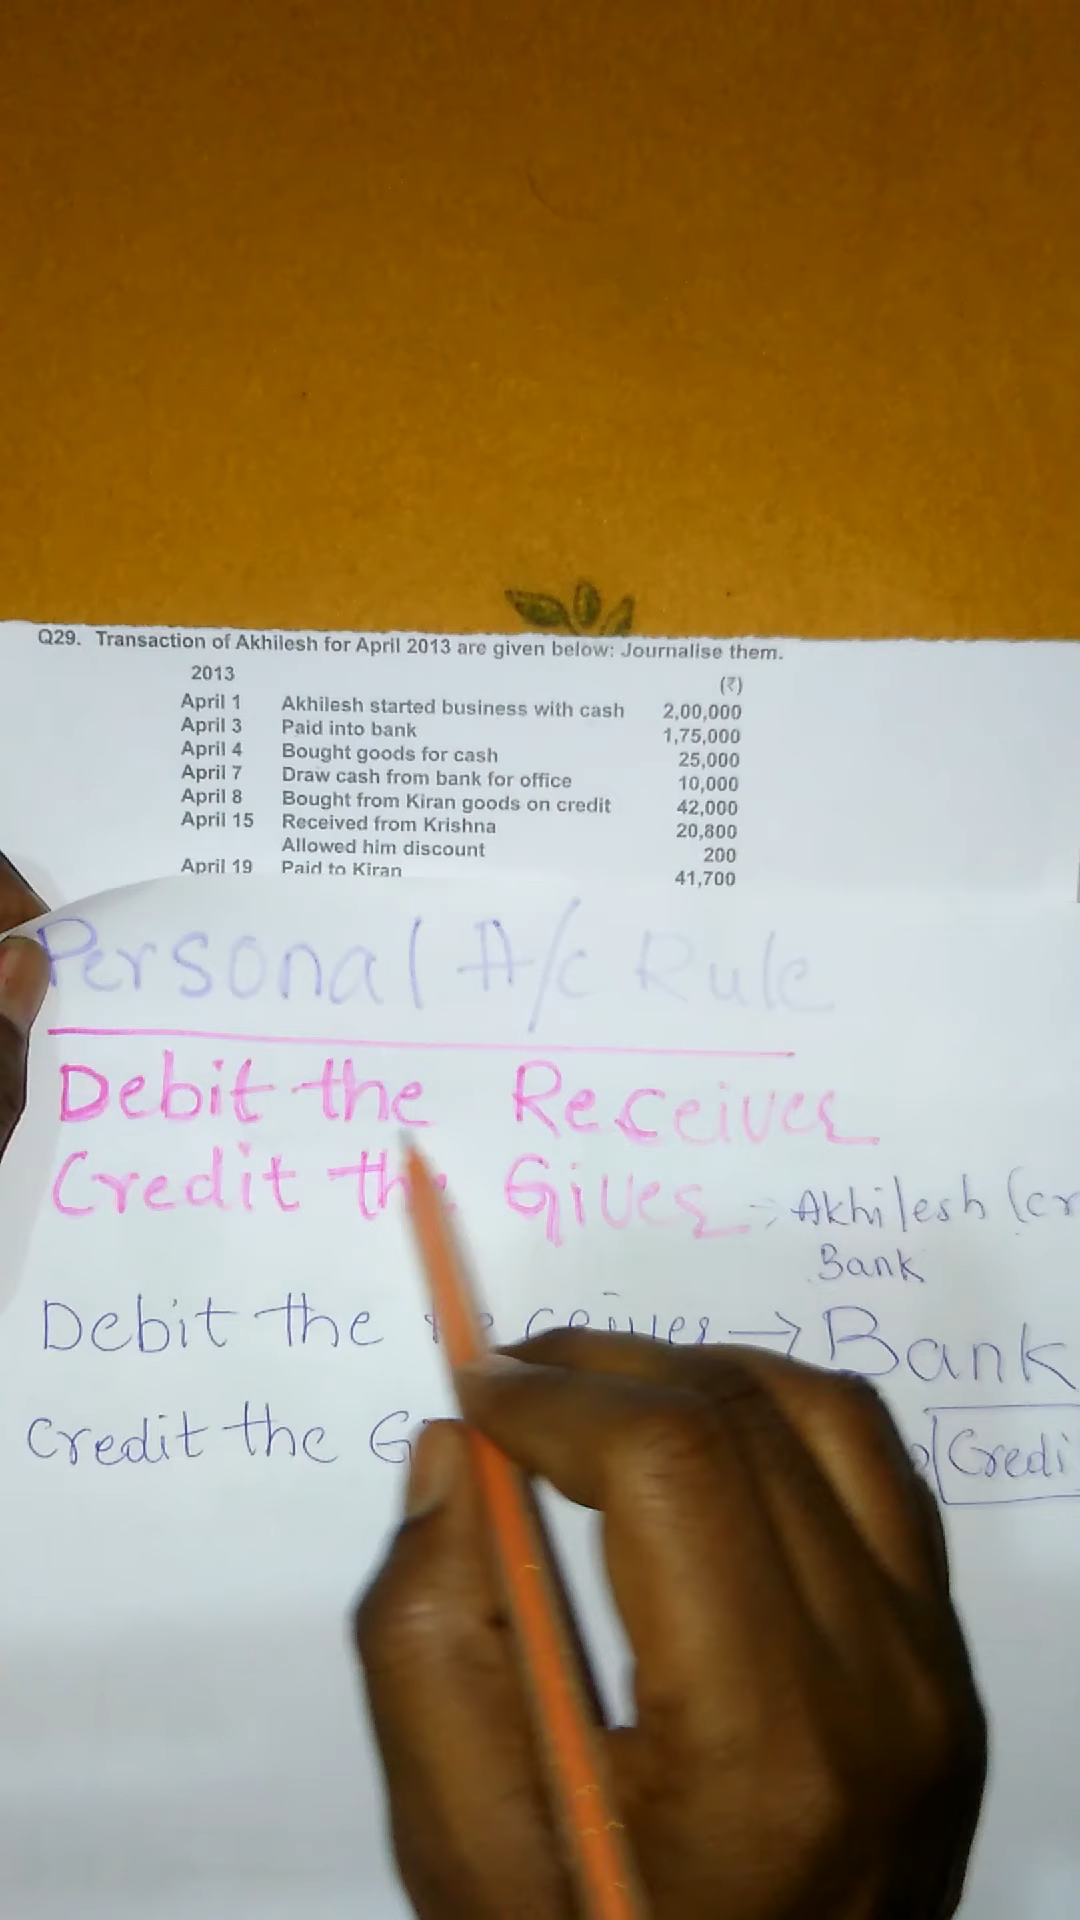 Q29. Transaction of Akhilesh for April 2013 are given below: Journalise them.
2013 (₹)
April 1 Akhilesh started business with cash 2,00,000
April 3 Paid into bank 1,75,000
April 4 Bought goods for cash 25,000
April 7 Draw cash from bank for office 10,000
April 8 Bought from Kiran goods on credit 42,000
April 15 Received from Krishna 20,800
Allowed him discount 200
April 19 Paid to Kiran 41,700
Personal A/c Rule
Debit the Receiver
Credit the Giver → Akhilesh (cr
Bank
Debit the → Bank
Credit the Credi